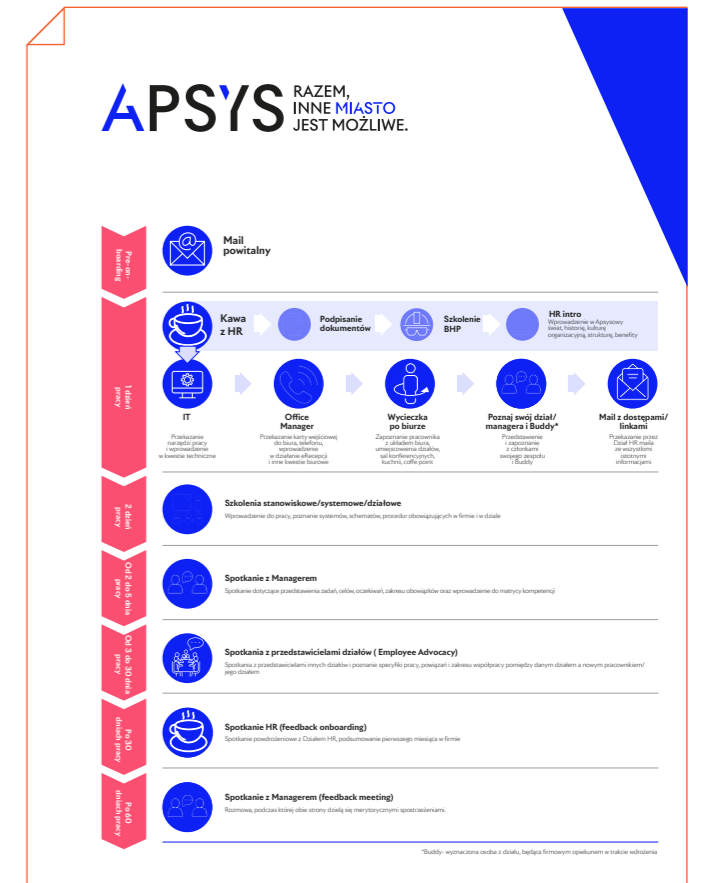 APSYS
RAZEM,
INNE MIASTO
JEST MOŻLIWE.
Pre-on-
boarding
Mail
powitalny
1 dzień
pracy
Kawa
z HR
Podpisanie
dokumentów
Szkolenie
BHP
HR intro
Wprowadzenie w Apsysowy
świat, historię, kulturę
organizacyjną, strukturę, benefity
IT
Przekazanie
narzędzi pracy
i wprowadzenie
w kwestie techniczne
Office
Manager
Przekazanie karty wejściowej
do biura, telefonu,
wprowadzenie
w działanie eRecepcji
i inne kwestie biurowe
Wycieczka
po biurze
Zapoznanie pracownika
z układem biura,
umiejscowienia działów,
sal konferencyjnych,
kuchni, coffe point
Poznaj swój dział/
managera i Buddy*
Przedstawienie
i zapoznanie
z członkami
swojego zespołu
i Buddy
Mail z dostępami/
linkami
Przekazanie przez
Dział HR maila
ze wszystkimi
istotnymi
informacjami
2 dzień
pracy
Szkolenia stanowiskowe/systemowe/działowe
Wprowadzenie do pracy, poznanie systemów, schematów, procedur obowiązujących w firmie i w dziale
Od 2 do 5 dnia
pracy
Spotkanie z Managerem
Spotkanie dotyczące przedstawienia zadań, celów, oczekiwań, zakresu obowiązków oraz wprowadzenie do matrycy kompetencji
Od 3 do 30 dnia
pracy
Spotkania z przedstawicielami działów ( Employee Advocacy)
Spotkania z przedstawicielami innych działów i poznanie specyfiki pracy, powiązań i zakresu współpracy pomiędzy danym działem a nowym pracownikiem/
jego działem
Po 30
dniach pracy
Spotkanie HR (feedback onboarding)
Spotkanie powdrożeniowe z Działem HR, podsumowanie pierwszego miesiąca w firmie
Po 60
dniach pracy
Spotkanie z Managerem (feedback meeting)
Rozmowa, podczas której obie strony dzielą się merytorycznymi spostrzeżeniami.
*Buddy- wyznaczona osoba z działu, będąca firmowym opiekunem w trakcie wdrożenia